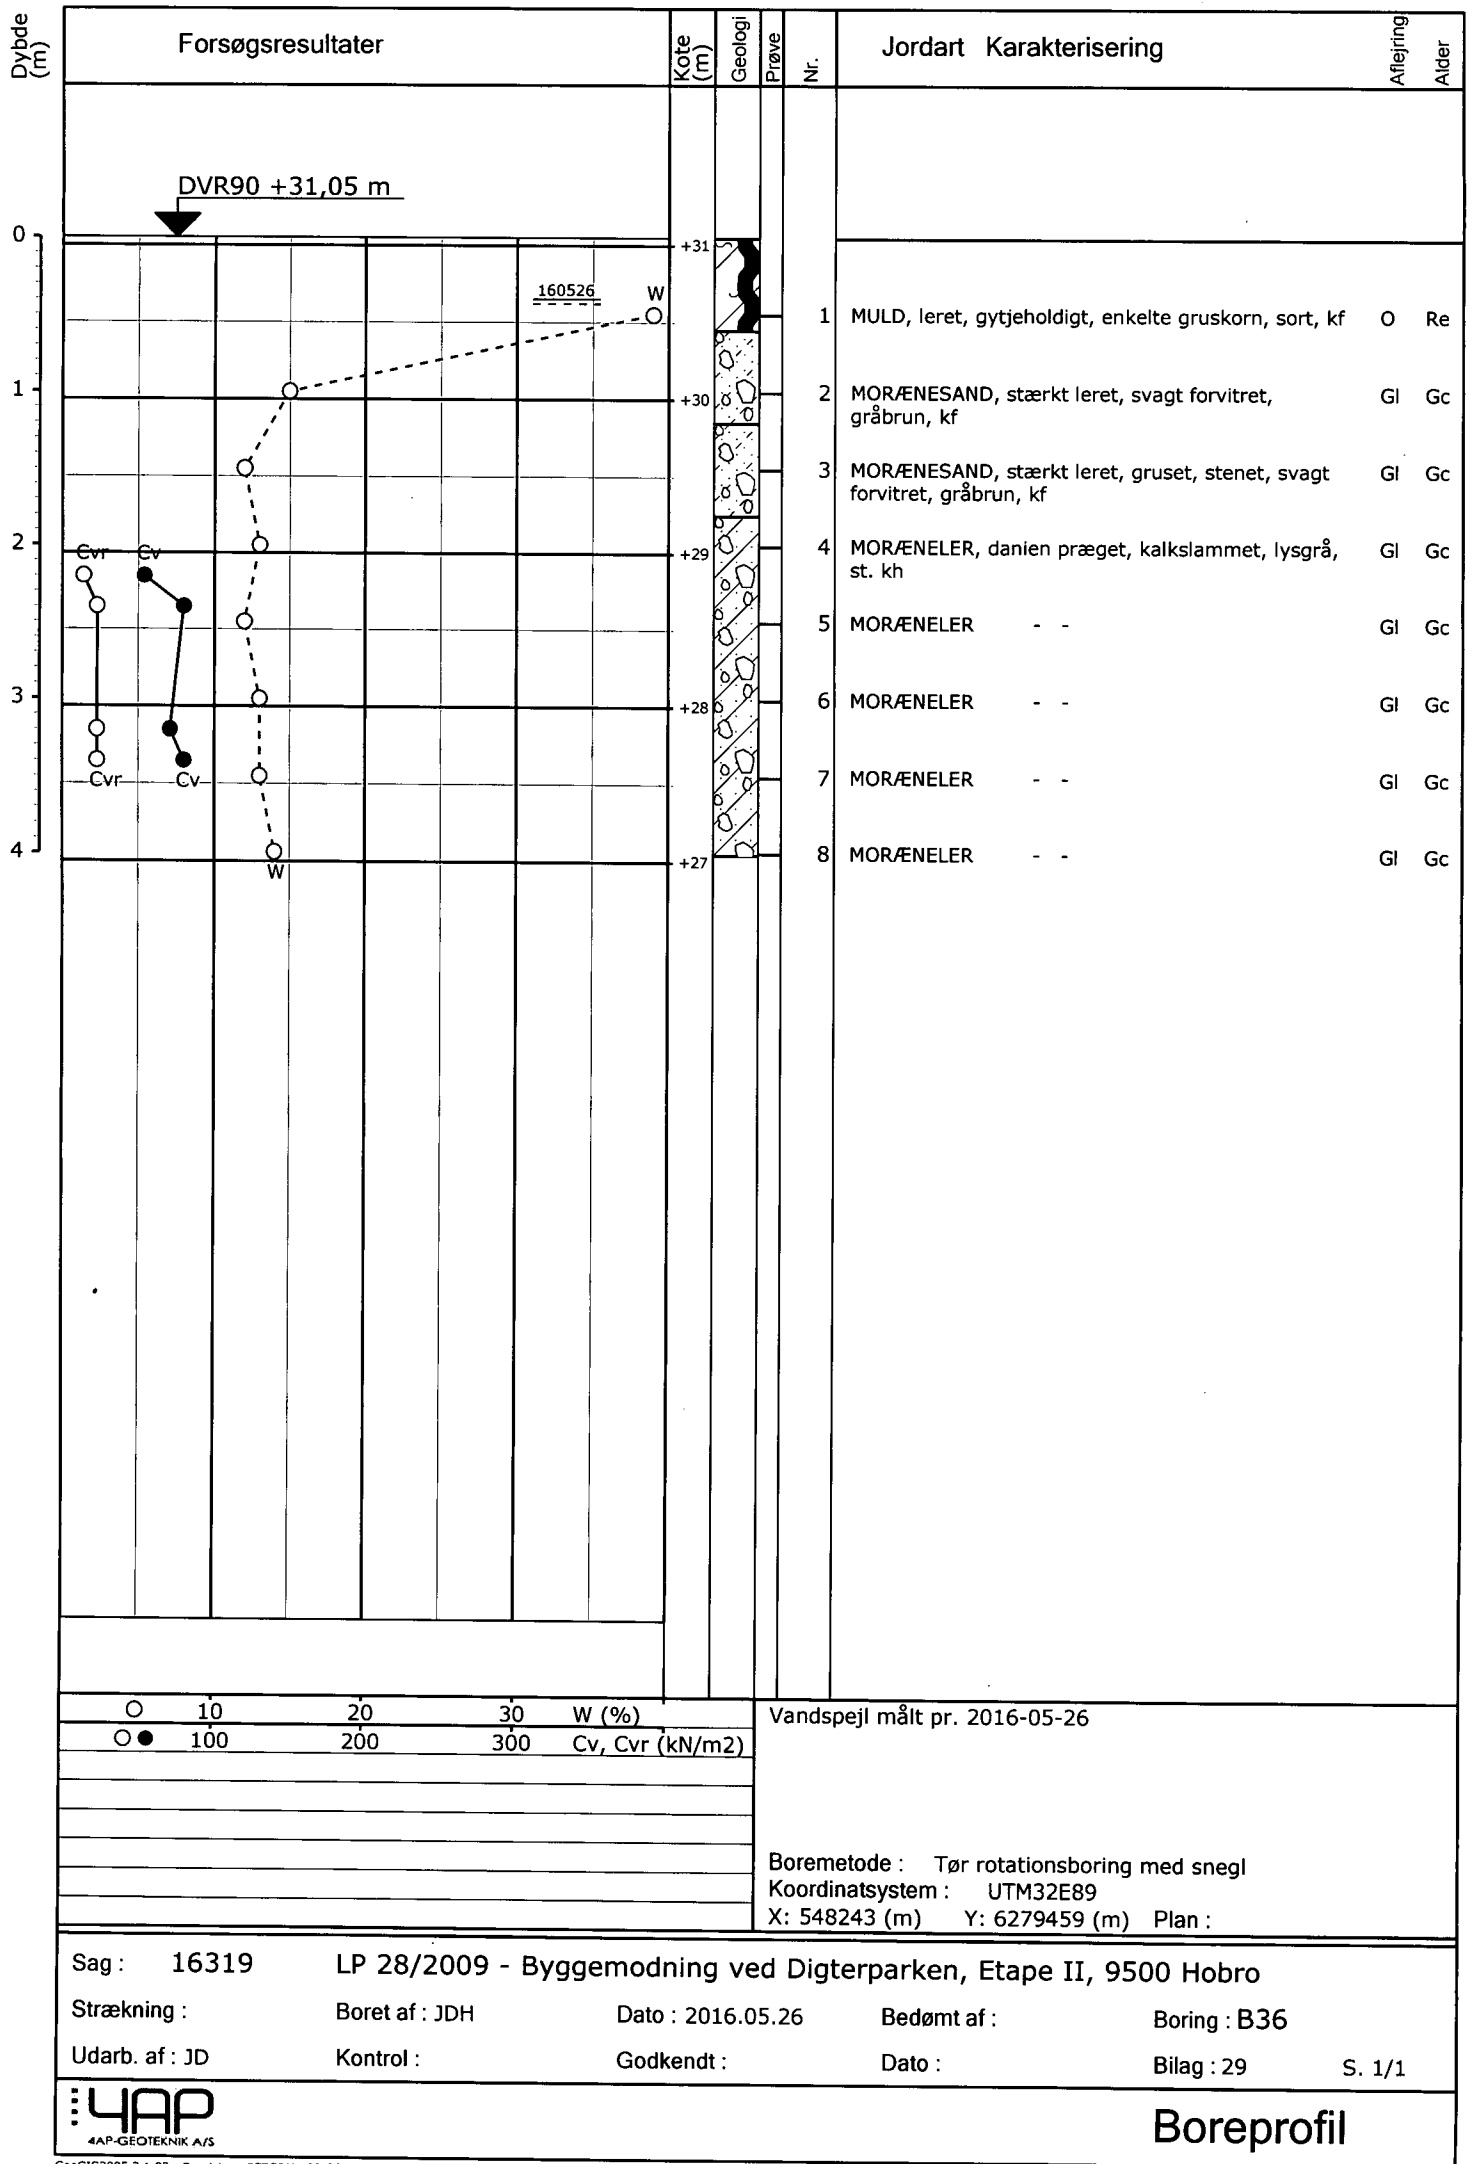 Dybde (m)
Forsøgsresultater
Kote (m)
Geologi
Prøve
Nr.
Jordart Karakterisering
Aflejring
Alder
DVR90 +31,05 m
0
+31
160526 W
1 MULD, leret, gytjeholdigt, enkelte gruskorn, sort, kf O Re
1
+30
2 MORÆNESAND, stærkt leret, svagt forvitret, Gl Gc
gråbrun, kf
3 MORÆNESAND, stærkt leret, gruset, stenet, svagt Gl Gc
forvitret, gråbrun, kf
2
Cvr Cv
+29
4 MORÆNELER, danien præget, kalkslammet, lysgrå, Gl Gc
st. kh
5 MORÆNELER - - Gl Gc
3
+28
6 MORÆNELER - - Gl Gc
Cvr Cv
7 MORÆNELER - - Gl Gc
4
W
+27
8 MORÆNELER - - Gl Gc
10 20 30 W (%)
100 200 300 Cv, Cvr (kN/m2)
Vandspejl målt pr. 2016-05-26
Boremetode : Tør rotationsboring med snegl
Koordinatsystem : UTM32E89
X: 548243 (m) Y: 6279459 (m) Plan :
Sag : 16319 LP 28/2009 - Byggemodning ved Digterparken, Etape II, 9500 Hobro
Strækning : Boret af : JDH Dato : 2016.05.26 Bedømt af : Boring : B36
Udarb. af : JD Kontrol : Godkendt : Dato : Bilag : 29 S. 1/1
4AP
4AP-GEOTEKNIK A/S
Boreprofil